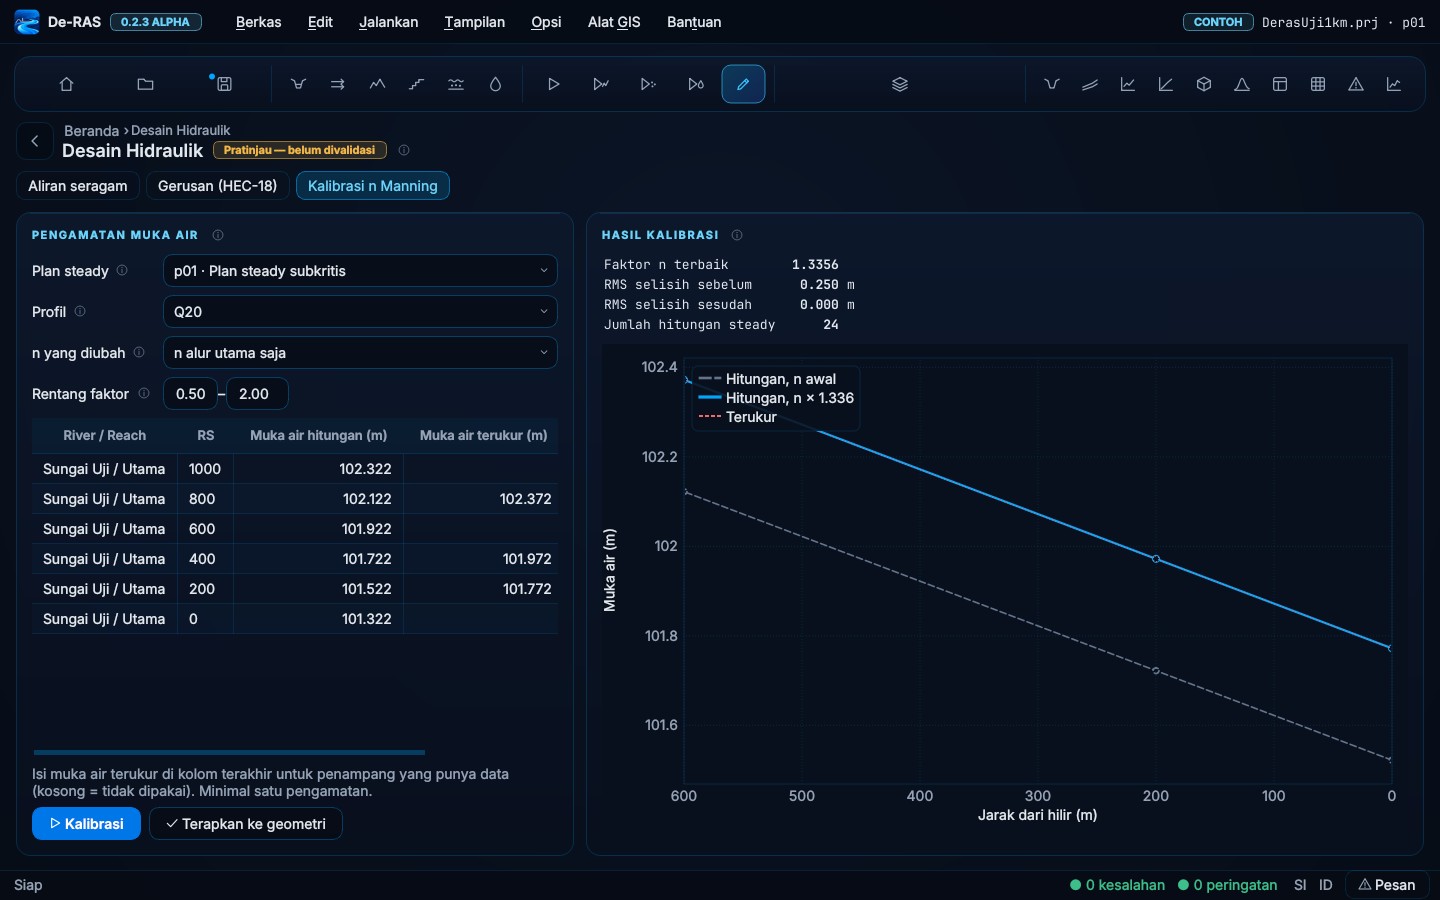 De-RAS 0.2.3 ALPHA Berkas Edit Jalankan Tampilan Opsi Alat GIS Bantuan CONTOH DerasUji1km.prj · p01
Beranda › Desain Hidraulik
Desain Hidraulik Pratinjau — belum divalidasi
Aliran seragam Gerusan (HEC-18) Kalibrasi n Manning
PENGAMATAN MUKA AIR
Plan steady p01 · Plan steady subkritis
Profil Q20
n yang diubah n alur utama saja
Rentang faktor 0.50 – 2.00
River / Reach RS Muka air hitungan (m) Muka air terukur (m)
Sungai Uji / Utama 1000 102.322
Sungai Uji / Utama 800 102.122 102.372
Sungai Uji / Utama 600 101.922
Sungai Uji / Utama 400 101.722 101.972
Sungai Uji / Utama 200 101.522 101.772
Sungai Uji / Utama 0 101.322
Isi muka air terukur di kolom terakhir untuk penampang yang punya data
(kosong = tidak dipakai). Minimal satu pengamatan.
Kalibrasi Terapkan ke geometri
HASIL KALIBRASI
Faktor n terbaik 1.3356
RMS selisih sebelum 0.250 m
RMS selisih sesudah 0.000 m
Jumlah hitungan steady 24
Hitungan, n awal
Hitungan, n × 1.336
Terukur
Muka air (m)
102.4
102.2
102
101.8
101.6
600 500 400 300 200 100 0
Jarak dari hilir (m)
Siap 0 kesalahan 0 peringatan SI ID Pesan